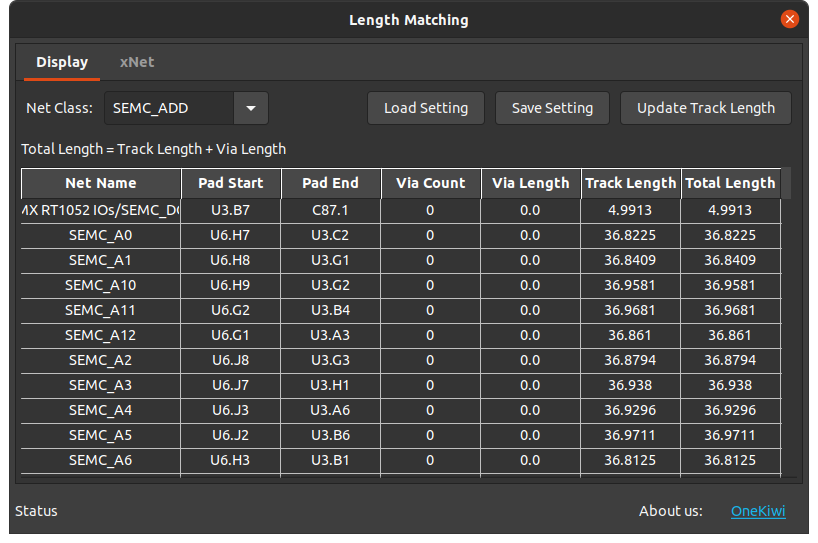 Length Matching
Display xNet
Net Class: SEMC_ADD Load Setting Save Setting Update Track Length
Total Length = Track Length + Via Length
Net Name Pad Start Pad End Via Count Via Length Track Length Total Length
MX RT1052 IOs/SEMC_D U3.B7 C87.1 0 0.0 4.9913 4.9913
SEMC_A0 U6.H7 U3.C2 0 0.0 36.8225 36.8225
SEMC_A1 U6.H8 U3.G1 0 0.0 36.8409 36.8409
SEMC_A10 U6.H9 U3.G2 0 0.0 36.9581 36.9581
SEMC_A11 U6.G2 U3.B4 0 0.0 36.9681 36.9681
SEMC_A12 U6.G1 U3.A3 0 0.0 36.861 36.861
SEMC_A2 U6.J8 U3.G3 0 0.0 36.8794 36.8794
SEMC_A3 U6.J7 U3.H1 0 0.0 36.938 36.938
SEMC_A4 U6.J3 U3.A6 0 0.0 36.9296 36.9296
SEMC_A5 U6.J2 U3.B6 0 0.0 36.9711 36.9711
SEMC_A6 U6.H3 U3.B1 0 0.0 36.8125 36.8125
Status About us: OneKiwi